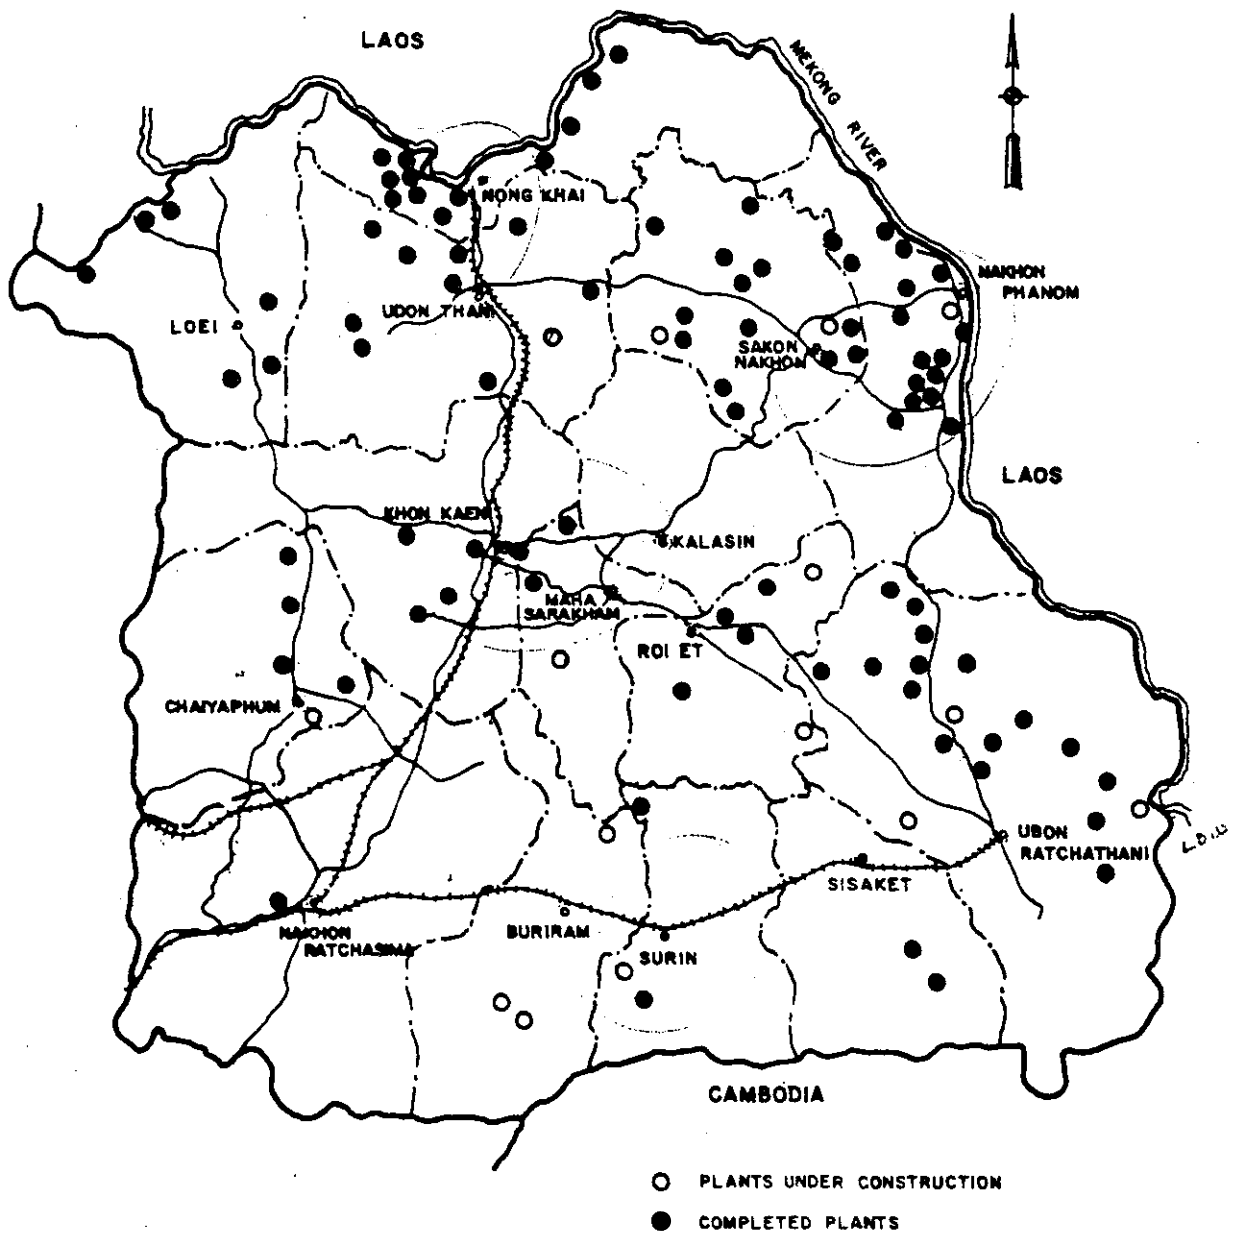 LAOS
MEKONG RIVER
NONG KHAI
NAKHON
PHANOM
UDON THANI
LOEI
SAKON
NAKHON
LAOS
KHON KAEN
KALASIN
MAHA
SARAKHAM
ROI ET
CHAIYAPHUM
UBON
RATCHATHANI
SISAKET
NAKHON
RATCHASIMA
BURIRAM
SURIN
CAMBODIA
PLANTS UNDER CONSTRUCTION
COMPLETED PLANTS